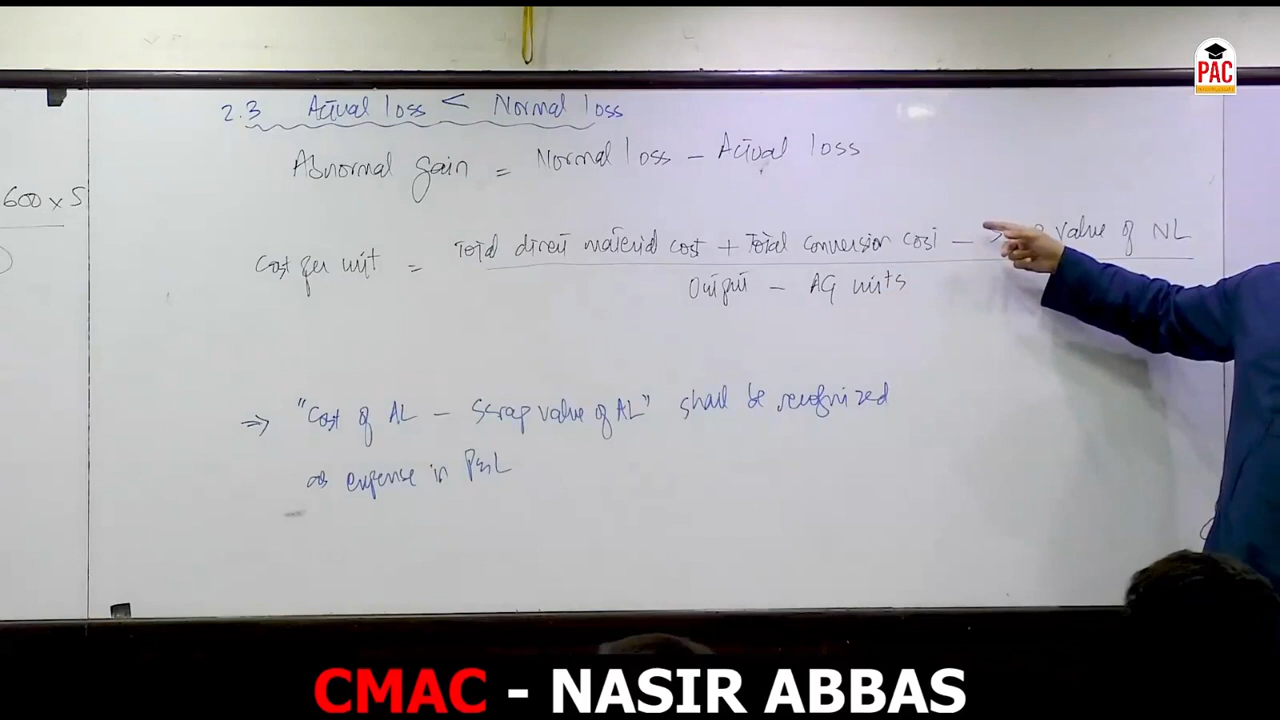 PAC
2.3 Actual loss < Normal loss
Abnormal gain = Normal loss - Actual loss
600 x 5
Cost per unit = Total direct material cost + Total conversion cost - value of NL
Output - AG units
⇒ "Cost of AL - Scrap value of AL" shall be recognized
as expense in P&L
CMAC - NASIR ABBAS